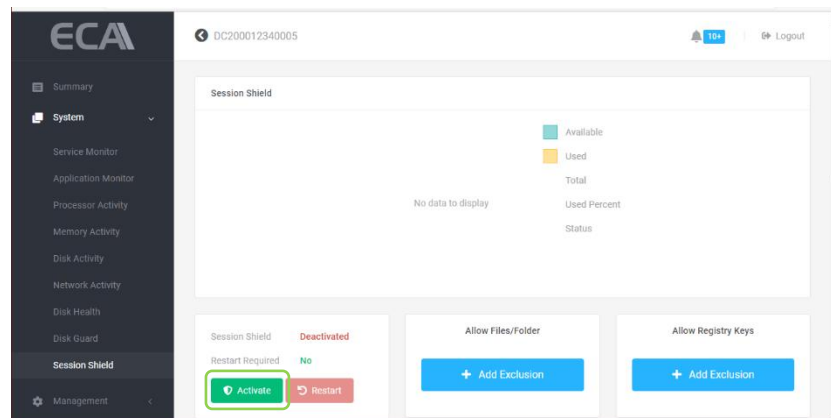 ECA
DC200012340005
10+
Logout
Summary
System
Service Monitor
Application Monitor
Processor Activity
Memory Activity
Disk Activity
Network Activity
Disk Health
Disk Guard
Session Shield
Management
Session Shield
No data to display
Available
Used
Total
Used Percent
Status
Session Shield Deactivated
Restart Required No
Activate Restart
Allow Files/Folder
+ Add Exclusion
Allow Registry Keys
+ Add Exclusion